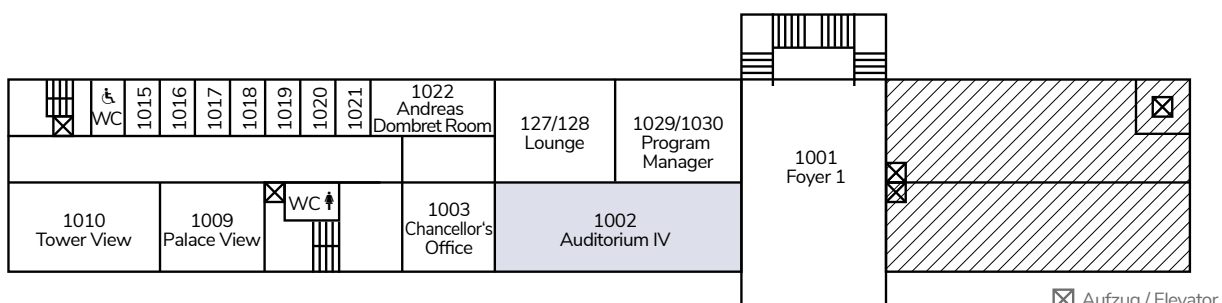 WC
1015
1016
1017
1018
1019
1020
1021
1022
Andreas
Dombret Room
127/128
Lounge
1029/1030
Program
Manager
1001
Foyer 1
1010
Tower View
1009
Palace View
WC
1003
Chancellor's
Office
1002
Auditorium IV
Aufzug / Elevator